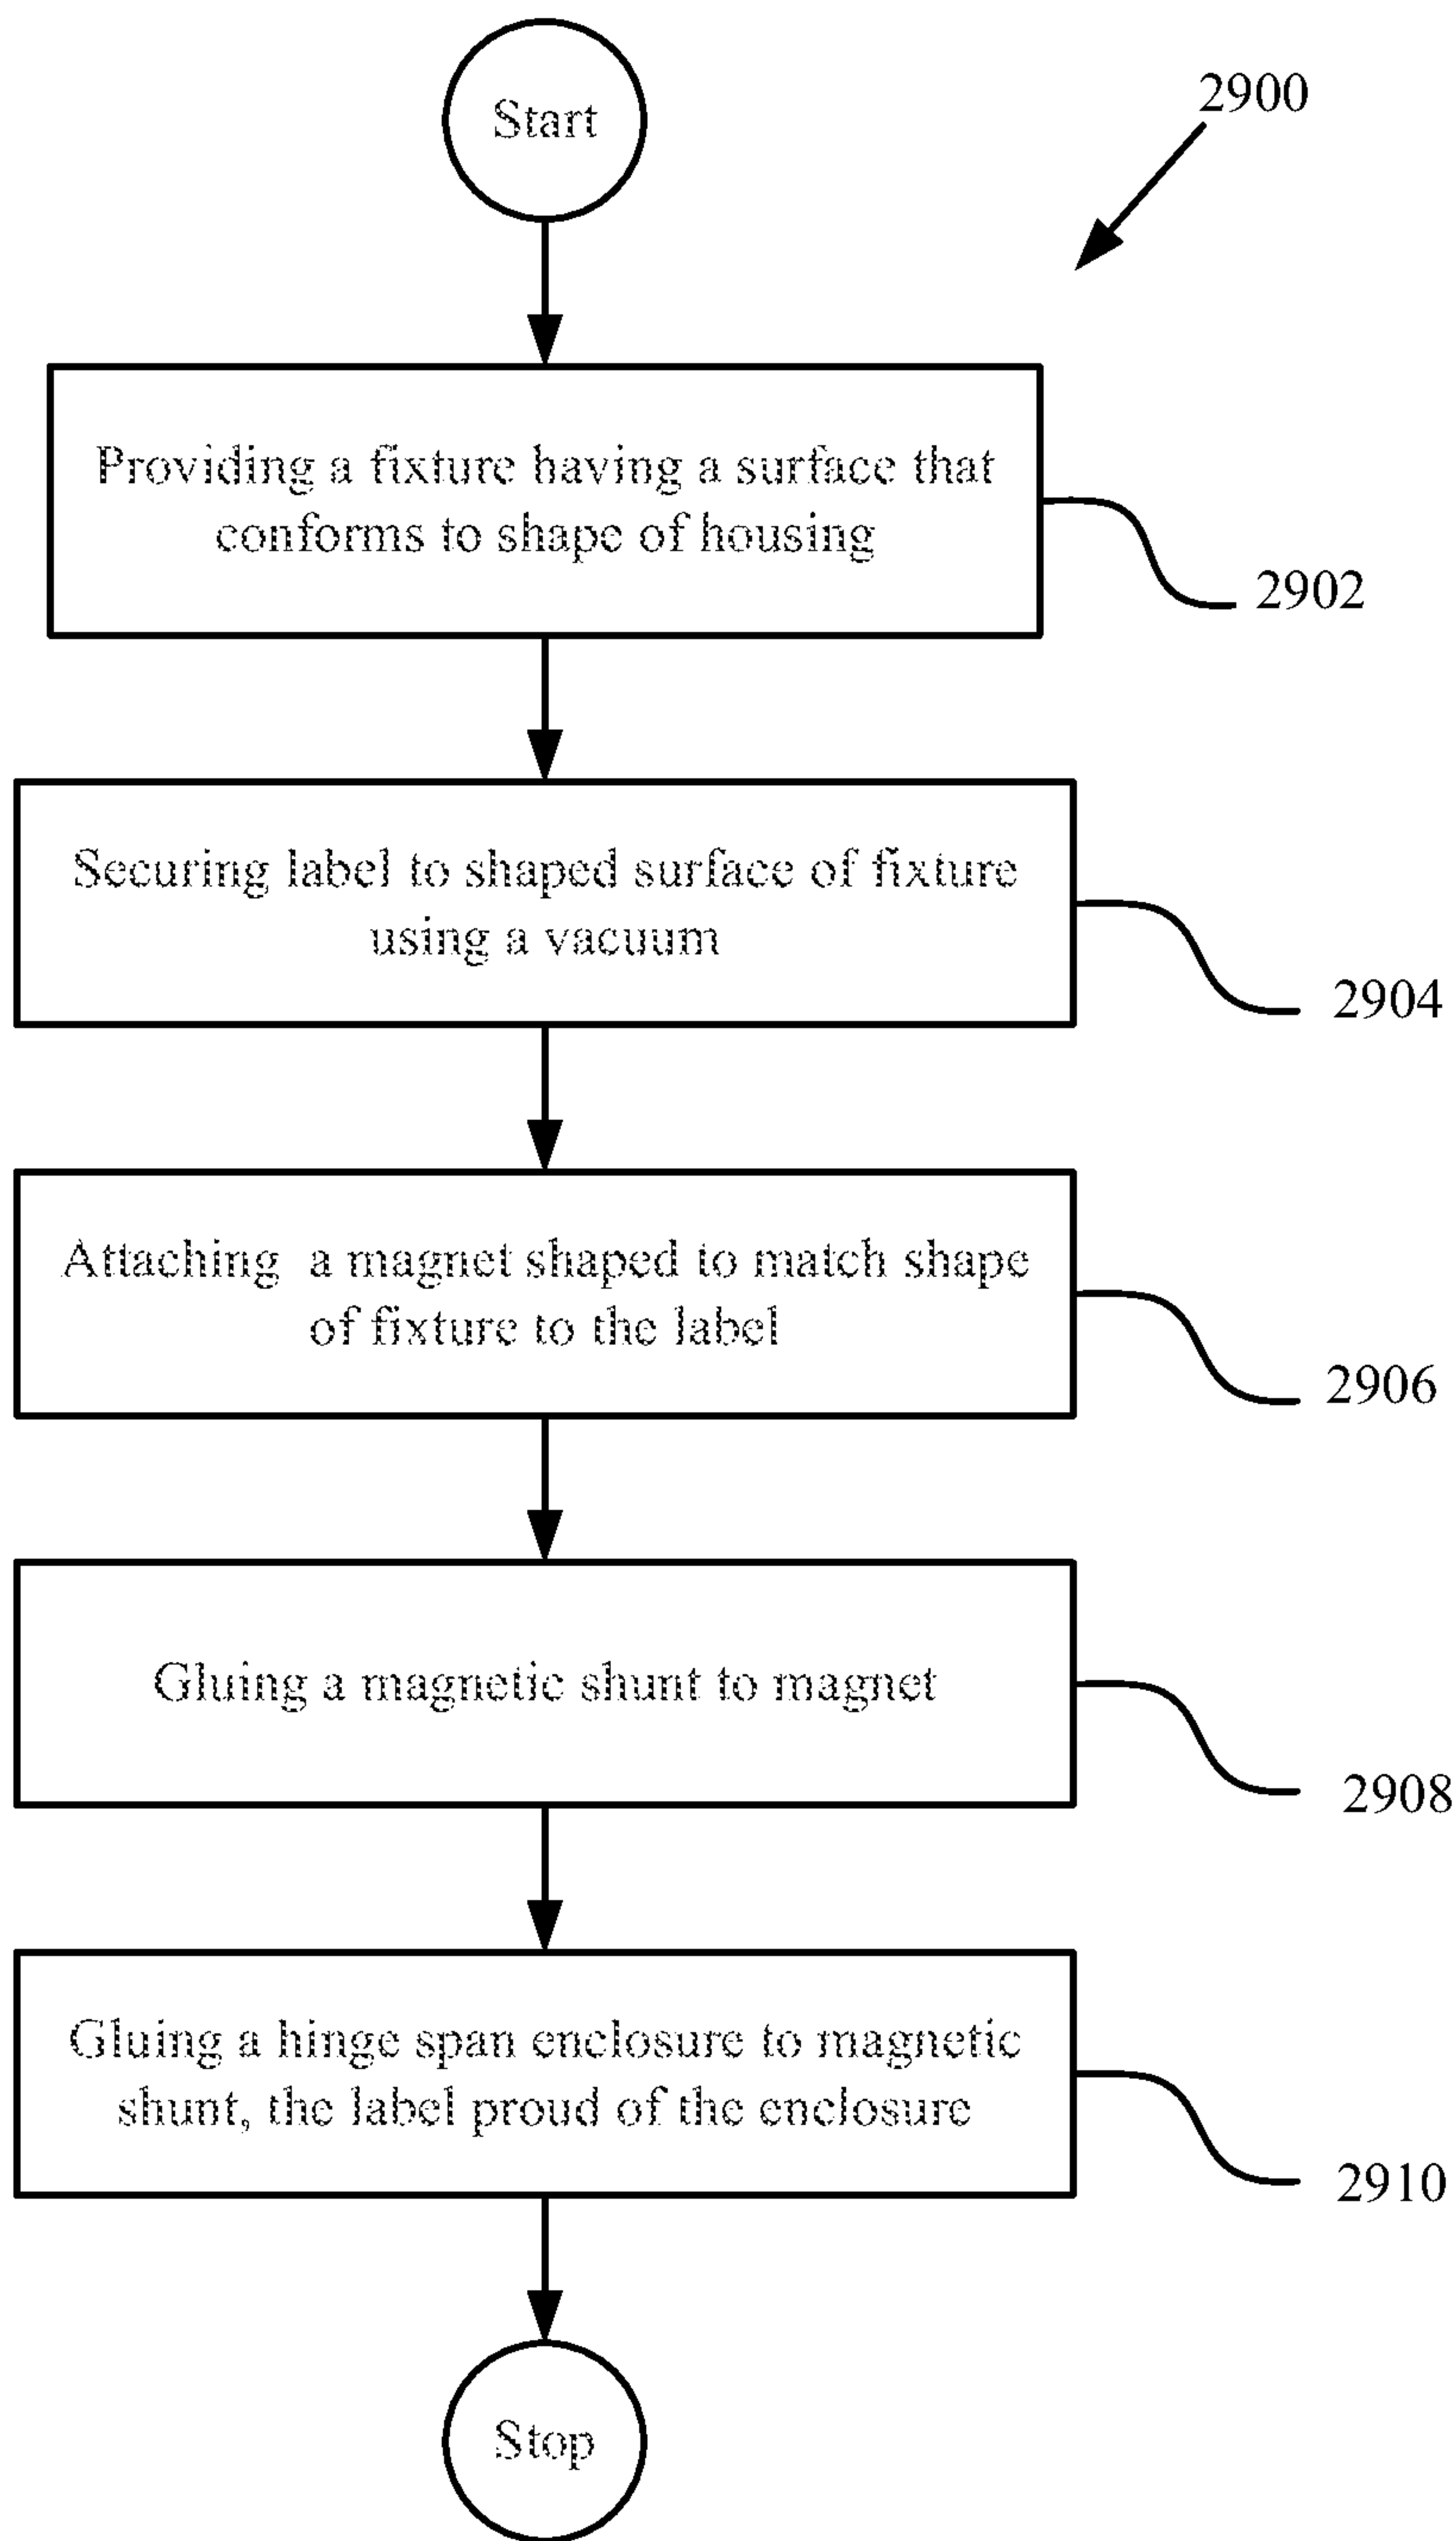 Start
2900
Providing a fixture having a surface that
conforms to shape of housing
2902
Securing label to shaped surface of fixture
using a vacuum
2904
Attaching a magnet shaped to match shape
of fixture to the label
2906
Gluing a magnetic shunt to magnet
2908
Gluing a hinge span enclosure to magnetic
shunt, the label proud of the enclosure
2910
Stop